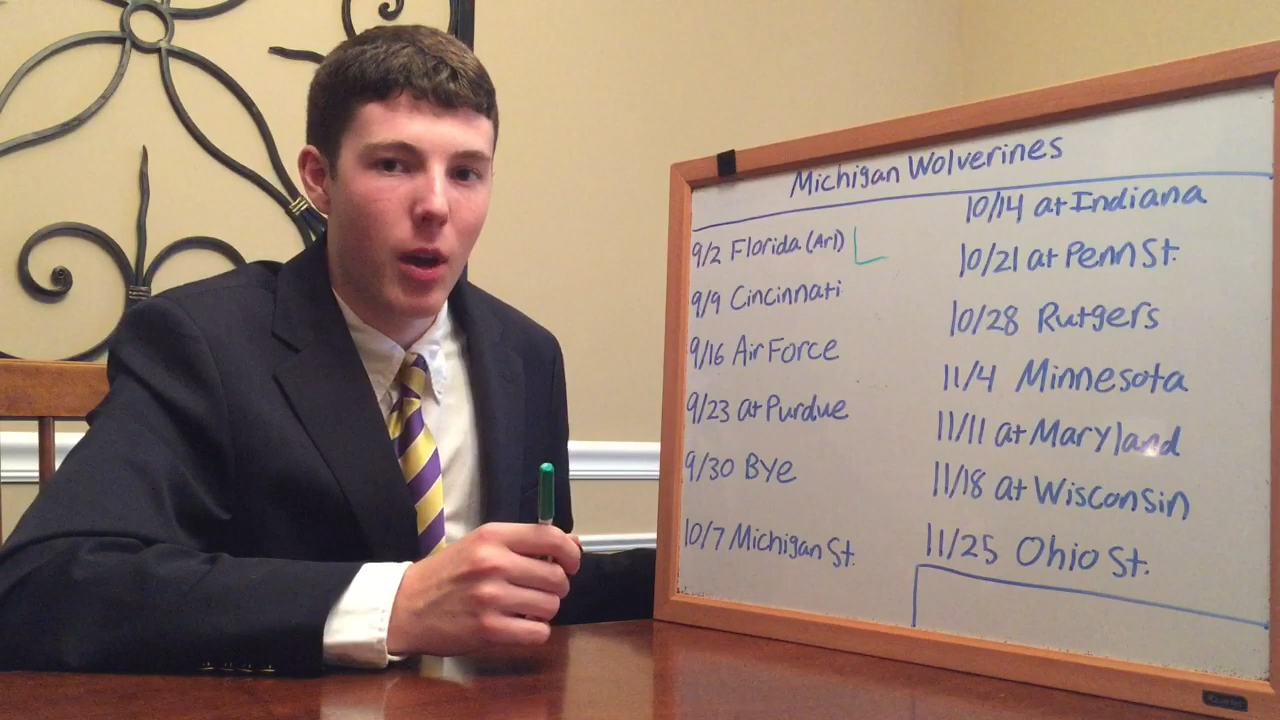 Michigan Wolverines
9/2 Florida (Arl) L
9/9 Cincinnati
9/16 Air Force
9/23 at Purdue
9/30 Bye
10/7 Michigan St.
10/14 at Indiana
10/21 at Penn St.
10/28 Rutgers
11/4 Minnesota
11/11 at Maryland
11/18 at Wisconsin
11/25 Ohio St.